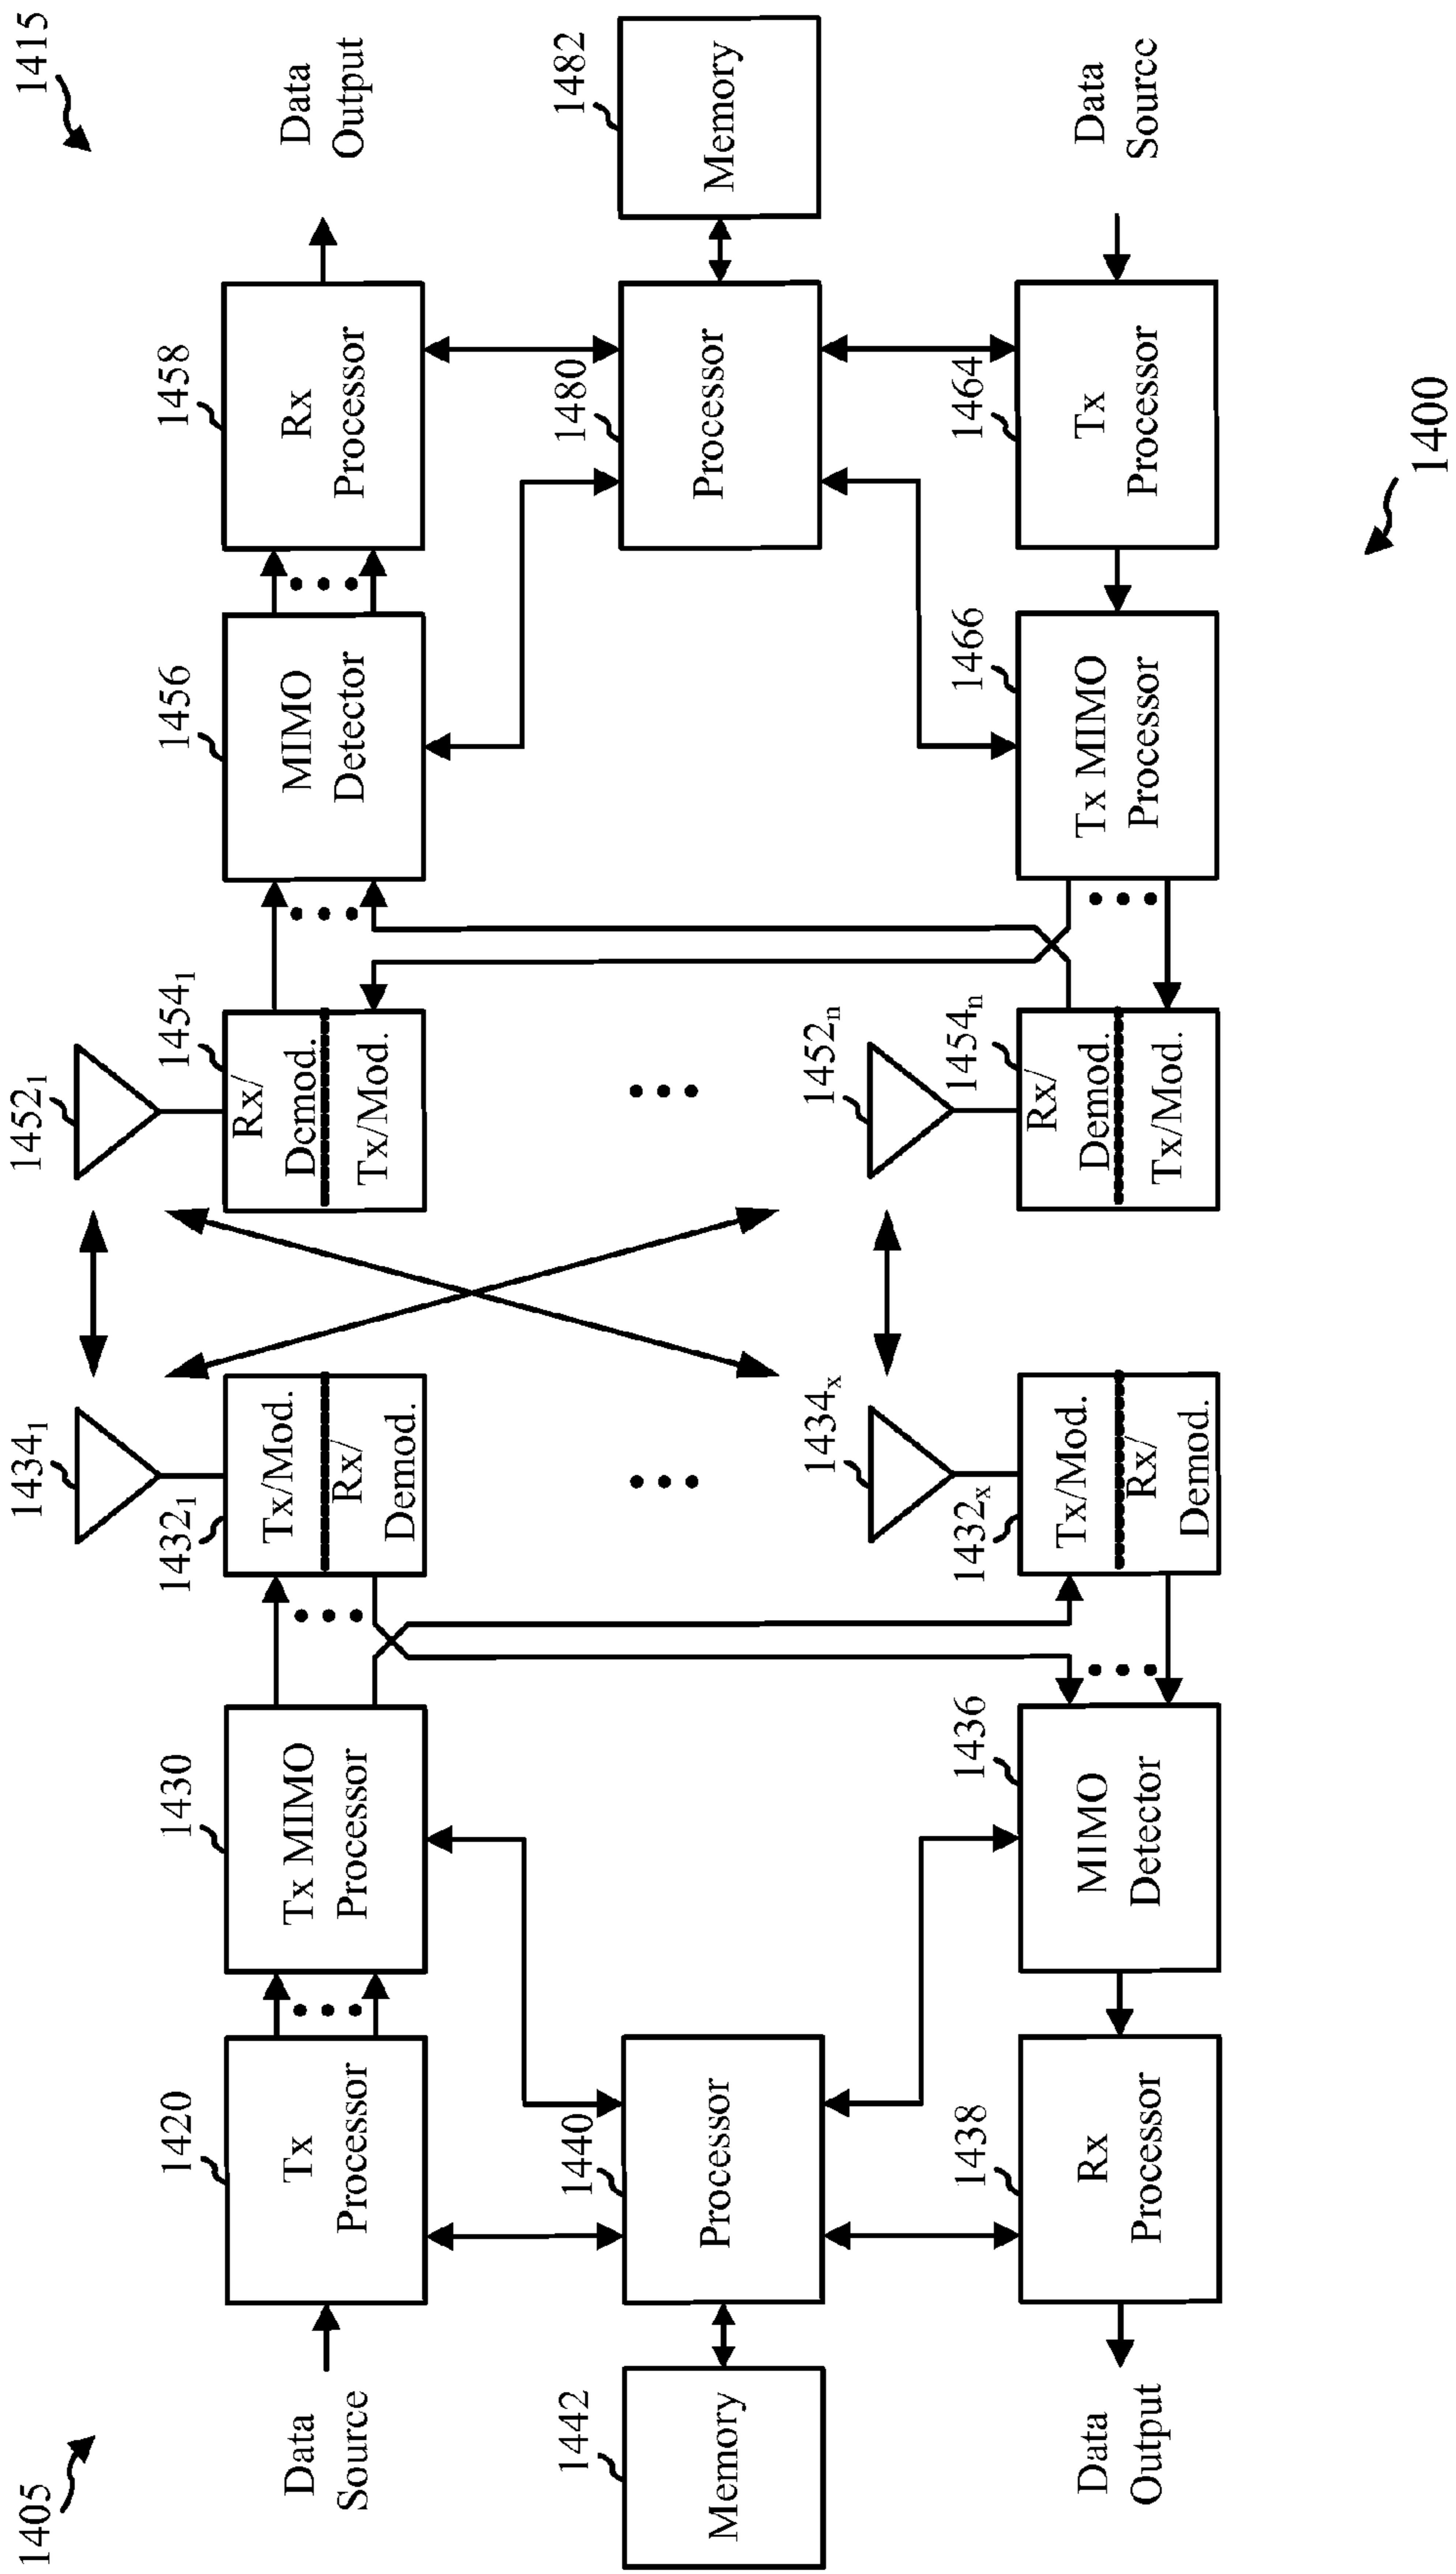 1405
1415
1434₁
1452₁
1420
1430
1432₁
1454₁
1456
1458
Data
Source
Tx
Processor
Tx MIMO
Processor
Tx/Mod.
Rx/
Demod.
Rx/
Demod.
Tx/Mod.
MIMO
Detector
Rx
Processor
Data
Output
1442
Memory
1440
Processor
1480
Processor
1482
Memory
1434ₓ
1452ₙ
1438
1436
1432ₓ
1454ₙ
1466
1464
Data
Output
Rx
Processor
MIMO
Detector
Tx/Mod.
Rx/
Demod.
Rx/
Demod.
Tx/Mod.
Tx MIMO
Processor
Tx
Processor
Data
Source
1400